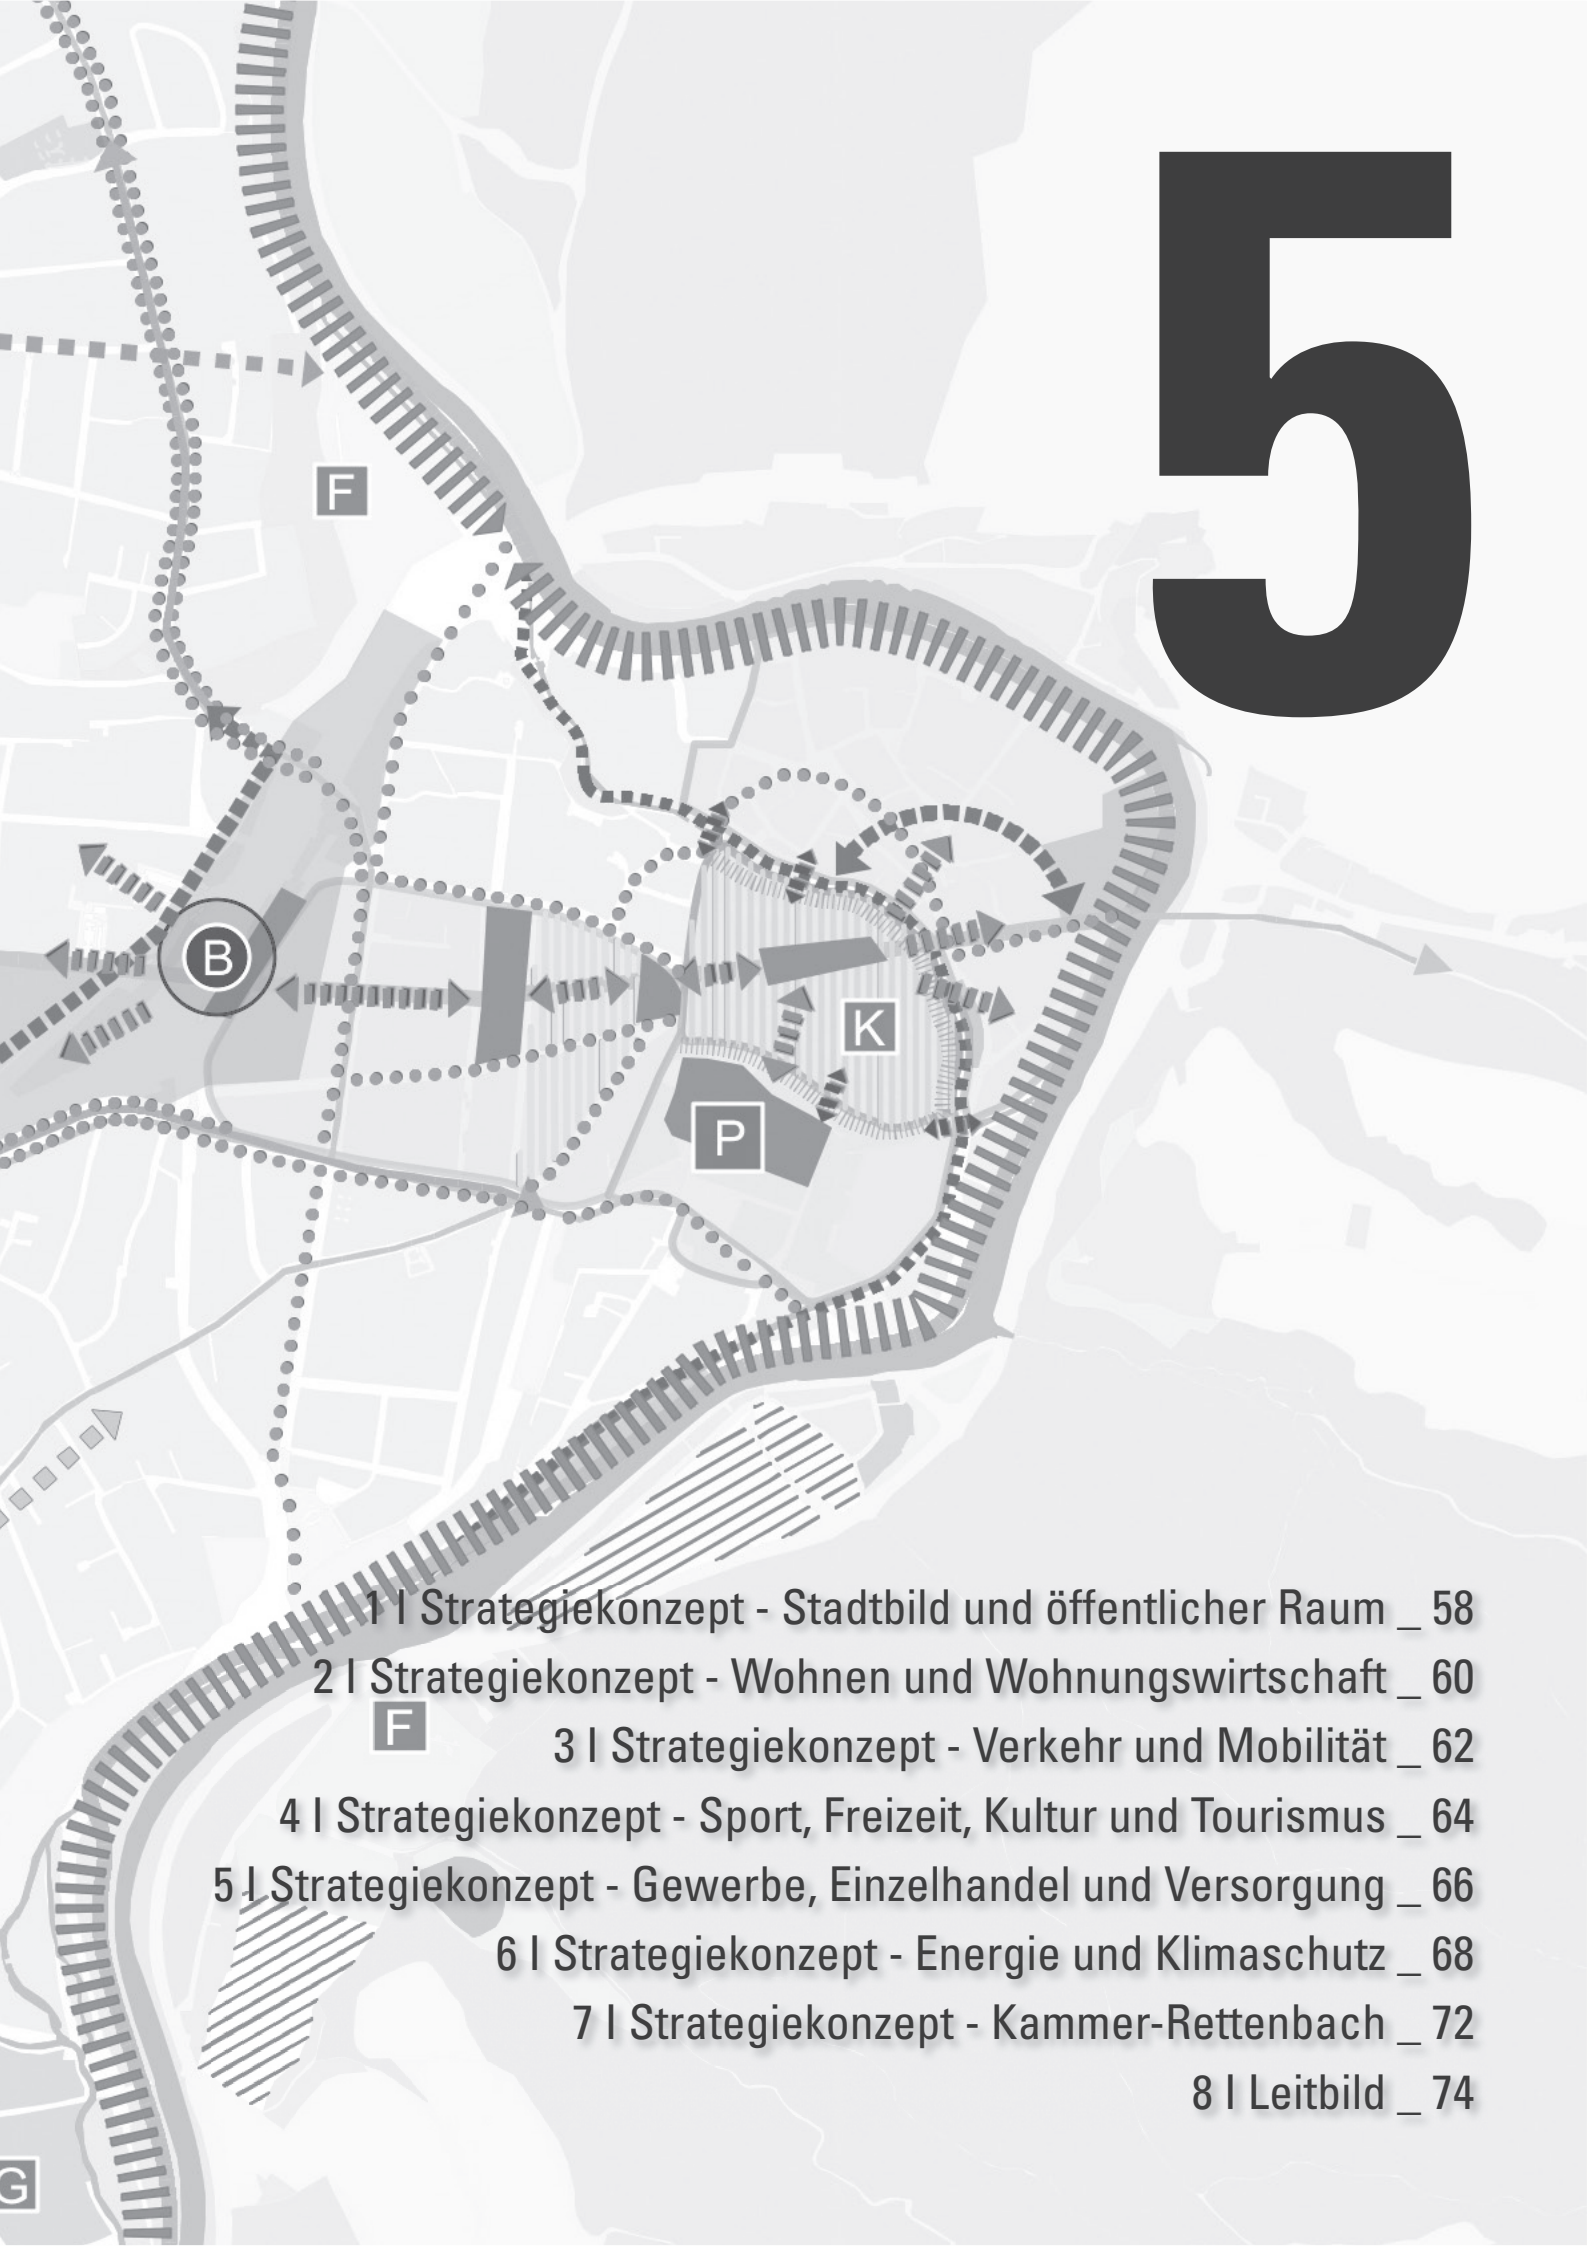 5
F
B
K
P
1 I Strategiekonzept - Stadtbild und öffentlicher Raum _ 58
2 I Strategiekonzept - Wohnen und Wohnungswirtschaft _ 60
F
3 I Strategiekonzept - Verkehr und Mobilität _ 62
4 I Strategiekonzept - Sport, Freizeit, Kultur und Tourismus _ 64
5 I Strategiekonzept - Gewerbe, Einzelhandel und Versorgung _ 66
6 I Strategiekonzept - Energie und Klimaschutz _ 68
7 I Strategiekonzept - Kammer-Rettenbach _ 72
8 I Leitbild _ 74
G